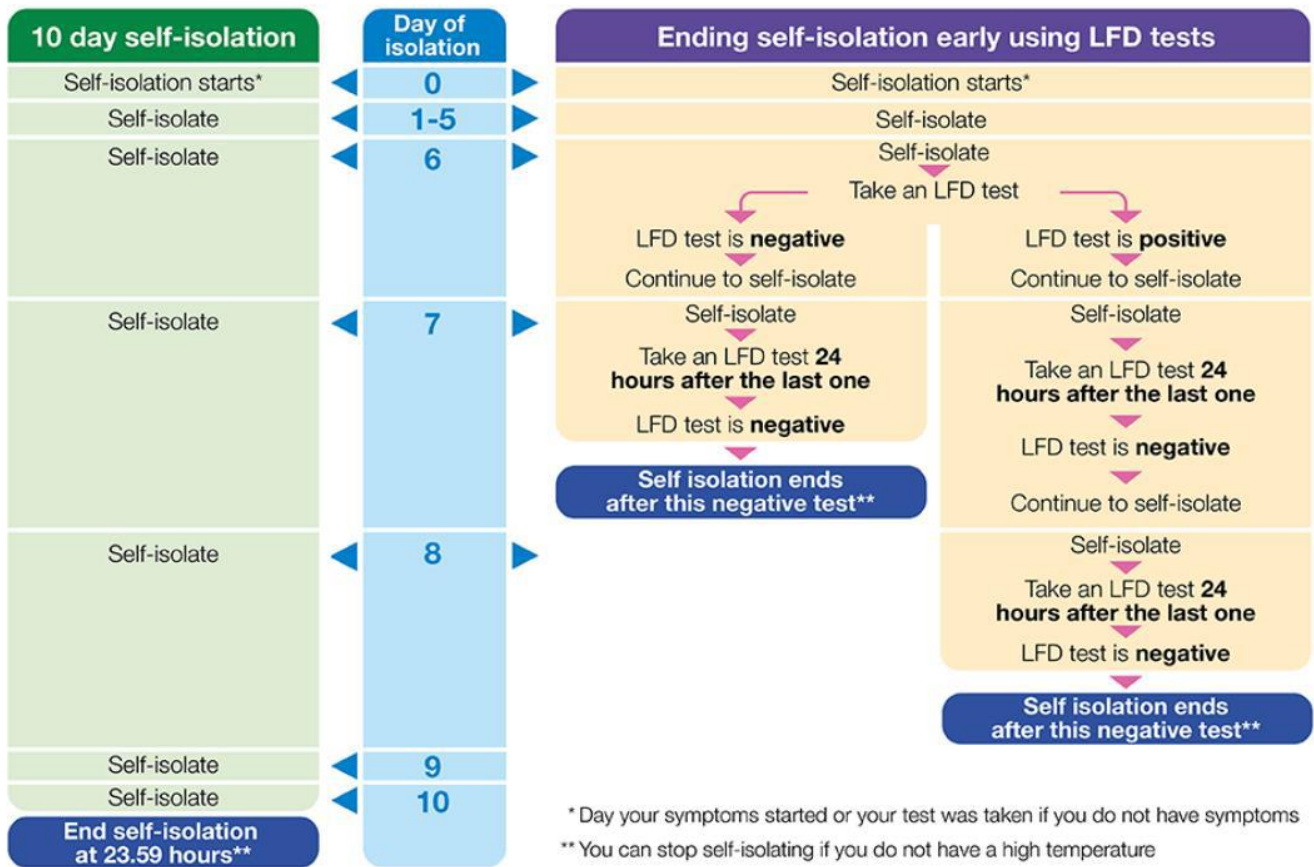 10 day self-isolation
Day of
isolation
Ending self-isolation early using LFD tests
Self-isolation starts*
0
Self-isolation starts*
Self-isolate
1-5
Self-isolate
Self-isolate
6
Self-isolate
Take an LFD test
LFD test is negative
LFD test is positive
Continue to self-isolate
Continue to self-isolate
Self-isolate
7
Self-isolate
Take an LFD test 24
hours after the last one
LFD test is negative
Self isolation ends
after this negative test**
Self-isolate
Take an LFD test 24
hours after the last one
LFD test is negative
Continue to self-isolate
Self-isolate
8
Self-isolate
Take an LFD test 24
hours after the last one
LFD test is negative
Self isolation ends
after this negative test**
Self-isolate
9
Self-isolate
10
End self-isolation
at 23.59 hours**
* Day your symptoms started or your test was taken if you do not have symptoms
** You can stop self-isolating if you do not have a high temperature